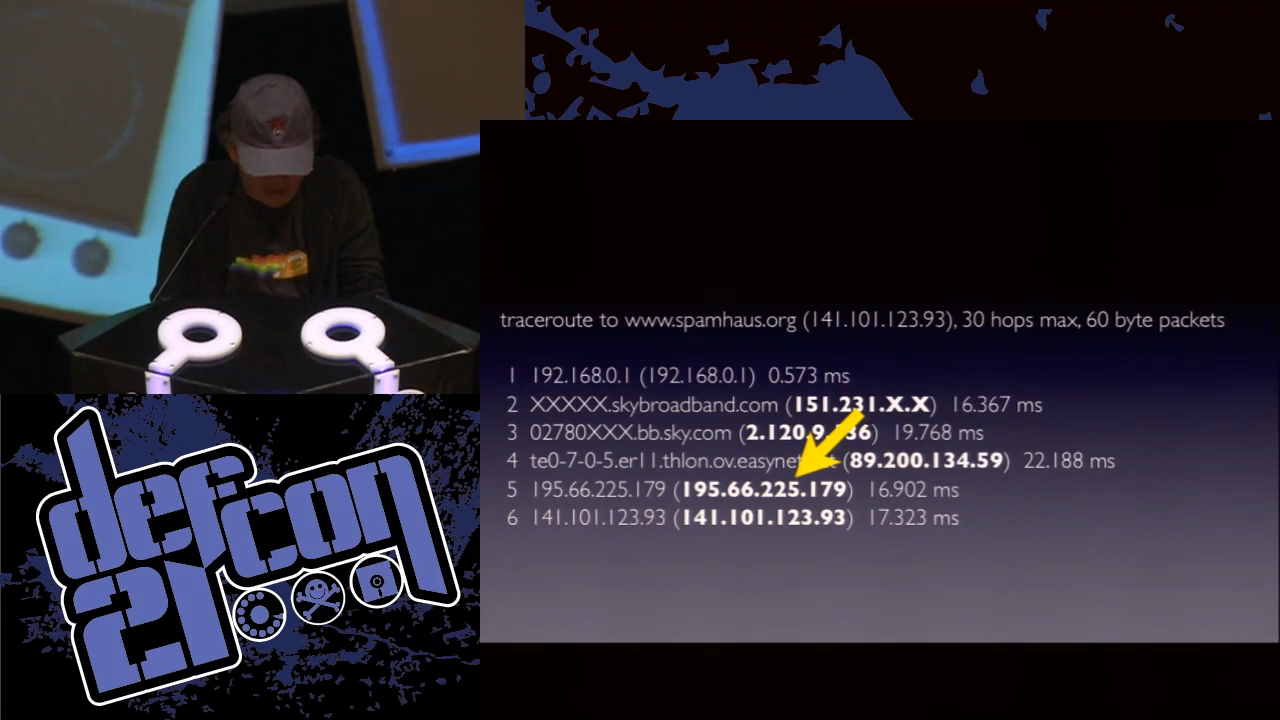 traceroute to www.spamhaus.org (141.101.123.93), 30 hops max, 60 byte packets
1 192.168.0.1 (192.168.0.1) 0.573 ms
2 XXXXX.skybroadband.com (151.231.X.X) 16.367 ms
3 02780XXX.bb.sky.com (2.120.9. 36) 19.768 ms
4 te0-7-0-5.er11.thlon.ov.easyne (89.200.134.59) 22.188 ms
5 195.66.225.179 (195.66.225.179) 16.902 ms
6 141.101.123.93 (141.101.123.93) 17.323 ms
defcon
21